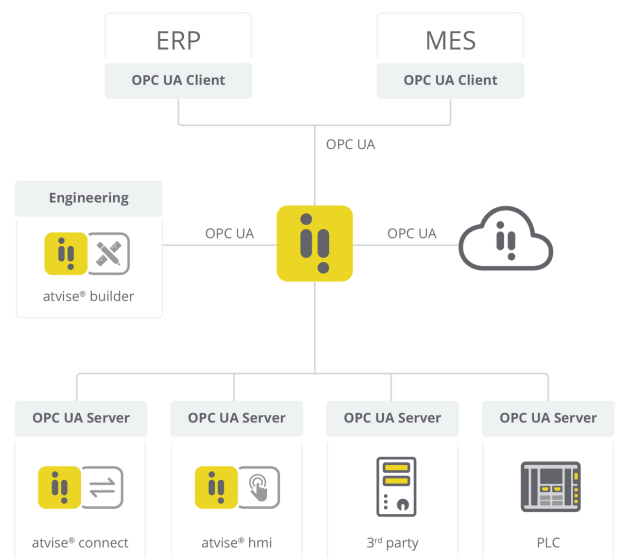 ERP
MES
OPC UA Client
OPC UA Client
OPC UA
Engineering
OPC UA
OPC UA
atvise® builder
OPC UA Server
OPC UA Server
OPC UA Server
OPC UA Server
atvise® connect
atvise® hmi
3rd party
PLC